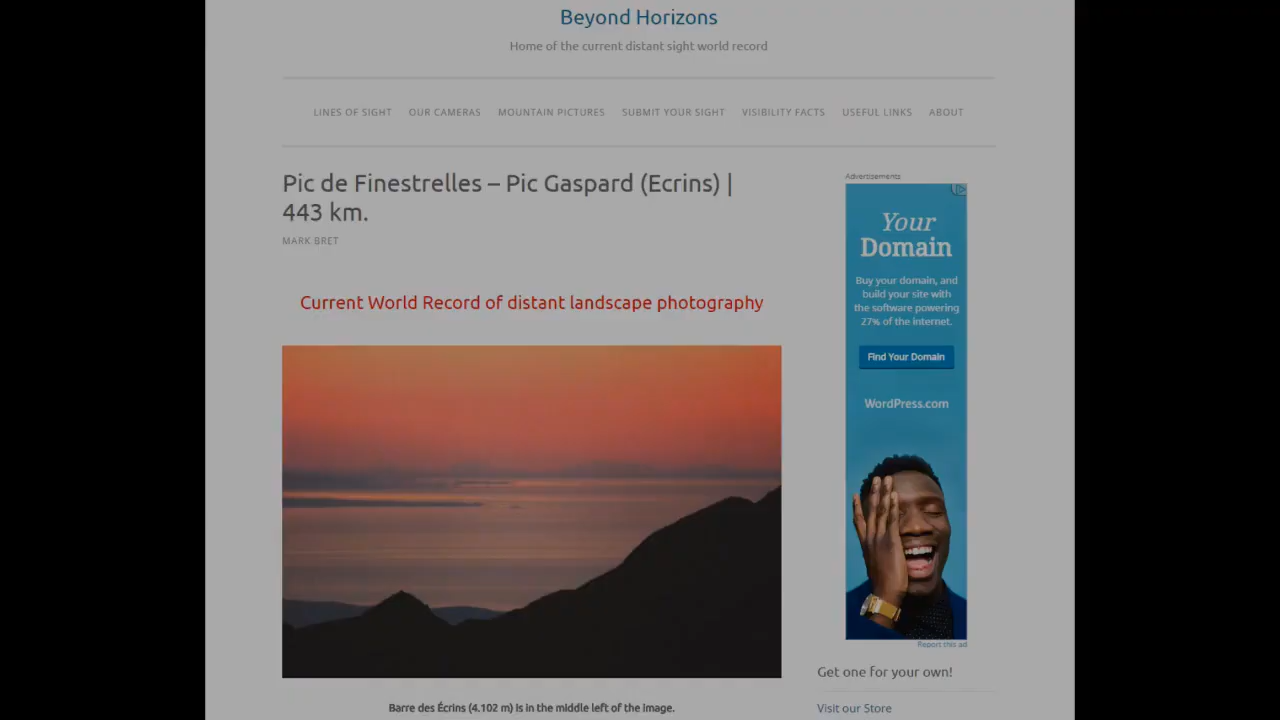 Beyond Horizons
Home of the current distant sight world record
LINES OF SIGHT OUR CAMERAS MOUNTAIN PICTURES SUBMIT YOUR SIGHT VISIBILITY FACTS USEFUL LINKS ABOUT
Pic de Finestrelles – Pic Gaspard (Ecrins) |
443 km.
MARK BRET
Current World Record of distant landscape photography
Barre des Écrins (4.102 m) is in the middle left of the image.
Advertisements
Your
Domain
Buy your domain, and
build your site with
the software powering
27% of the internet.
Find Your Domain
WordPress.com
Report this ad
Get one for your own!
Visit our Store